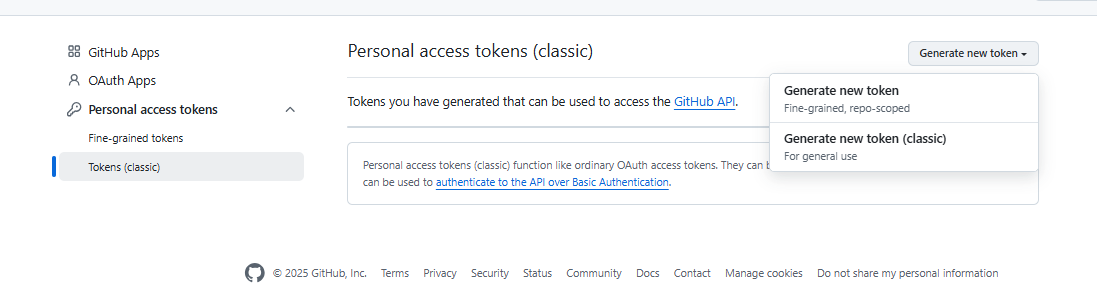 GitHub Apps
OAuth Apps
Personal access tokens
Fine-grained tokens
Tokens (classic)
Personal access tokens (classic)
Generate new token
Tokens you have generated that can be used to access the GitHub API.
Generate new token
Fine-grained, repo-scoped
Generate new token (classic)
For general use
Personal access tokens (classic) function like ordinary OAuth access tokens. They can b
can be used to authenticate to the API over Basic Authentication.
© 2025 GitHub, Inc. Terms Privacy Security Status Community Docs Contact Manage cookies Do not share my personal information